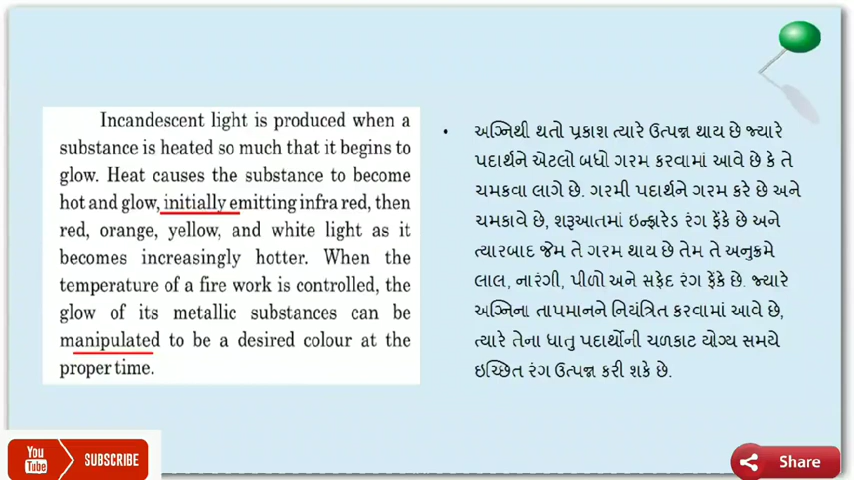 Incandescent light is produced when a
substance is heated so much that it begins to
glow. Heat causes the substance to become
hot and glow, initially emitting infra red, then
red, orange, yellow, and white light as it
becomes increasingly hotter. When the
temperature of a fire work is controlled, the
glow of its metallic substances can be
manipulated to be a desired colour at the
proper time.
• અગ્નિથી થતો પ્રકાશ ત્યારે ઉત્પન્ન થાય છે જ્યારે
પદાર્થને એટલો બધો ગરમ કરવામાં આવે છે કે તે
ચમકવા લાગે છે. ગરમી પદાર્થને ગરમ કરે છે અને
ચમકાવે છે, શરૂઆતમાં ઇન્ફ્રારેડ રંગ ફેંકે છે અને
ત્યારબાદ જેમ તે ગરમ થાય છે તેમ તે અનુક્રમે
લાલ, નારંગી, પીળો અને સફેદ રંગ ફેંકે છે. જ્યારે
અગ્નિના તાપમાનને નિયંત્રિત કરવામાં આવે છે,
ત્યારે તેના ધાતુ પદાર્થોની ચળકાટ યોગ્ય સમયે
ઇચ્છિત રંગ ઉત્પન્ન કરી શકે છે.
You
Tube
SUBSCRIBE
Share